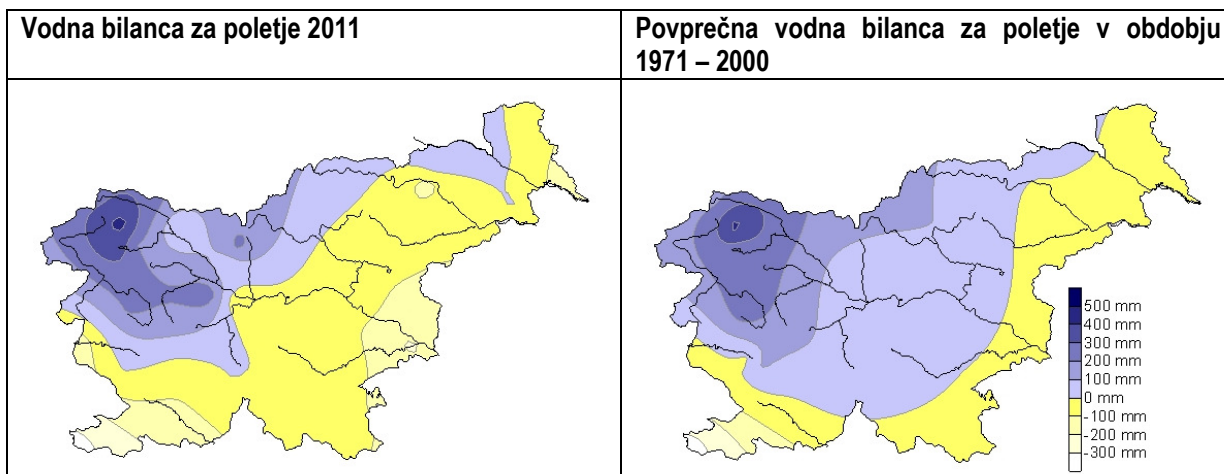 Vodna bilanca za poletje 2011
Povprečna vodna bilanca za poletje v obdobju
1971 – 2000
500 mm
400 mm
300 mm
200 mm
100 mm
0 mm
-100 mm
-200 mm
-300 mm